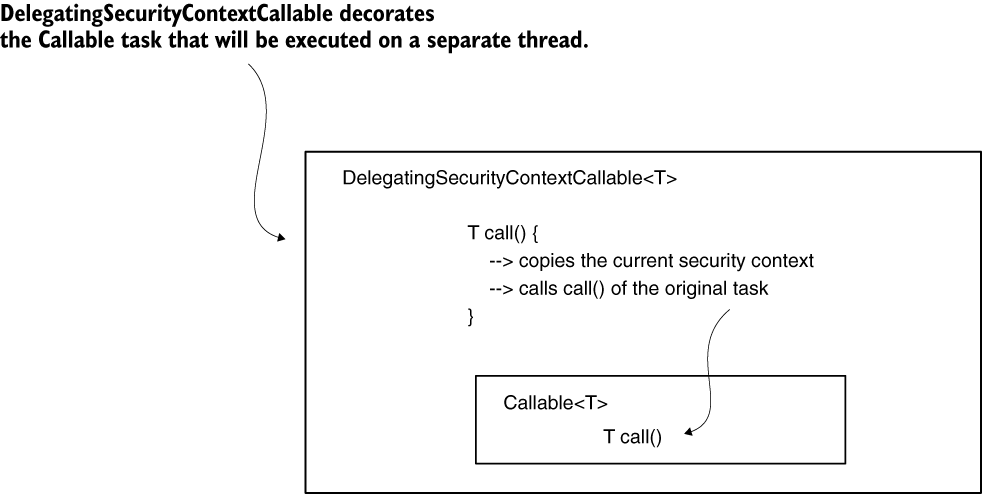 DelegatingSecurityContextCallable decorates
the Callable task that will be executed on a separate thread.
DelegatingSecurityContextCallable<T>
T call() {
--> copies the current security context
--> calls call() of the original task
}
Callable<T>
T call()